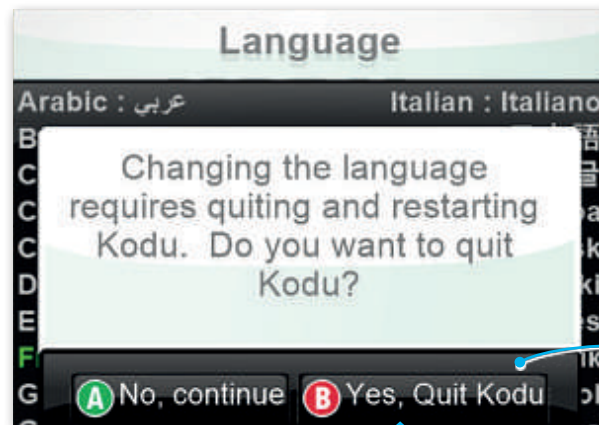 Language
Arabic : عربي Italian : Italiano
Changing the language
requires quiting and restarting
Kodu. Do you want to quit
Kodu?
A No, continue B Yes, Quit Kodu